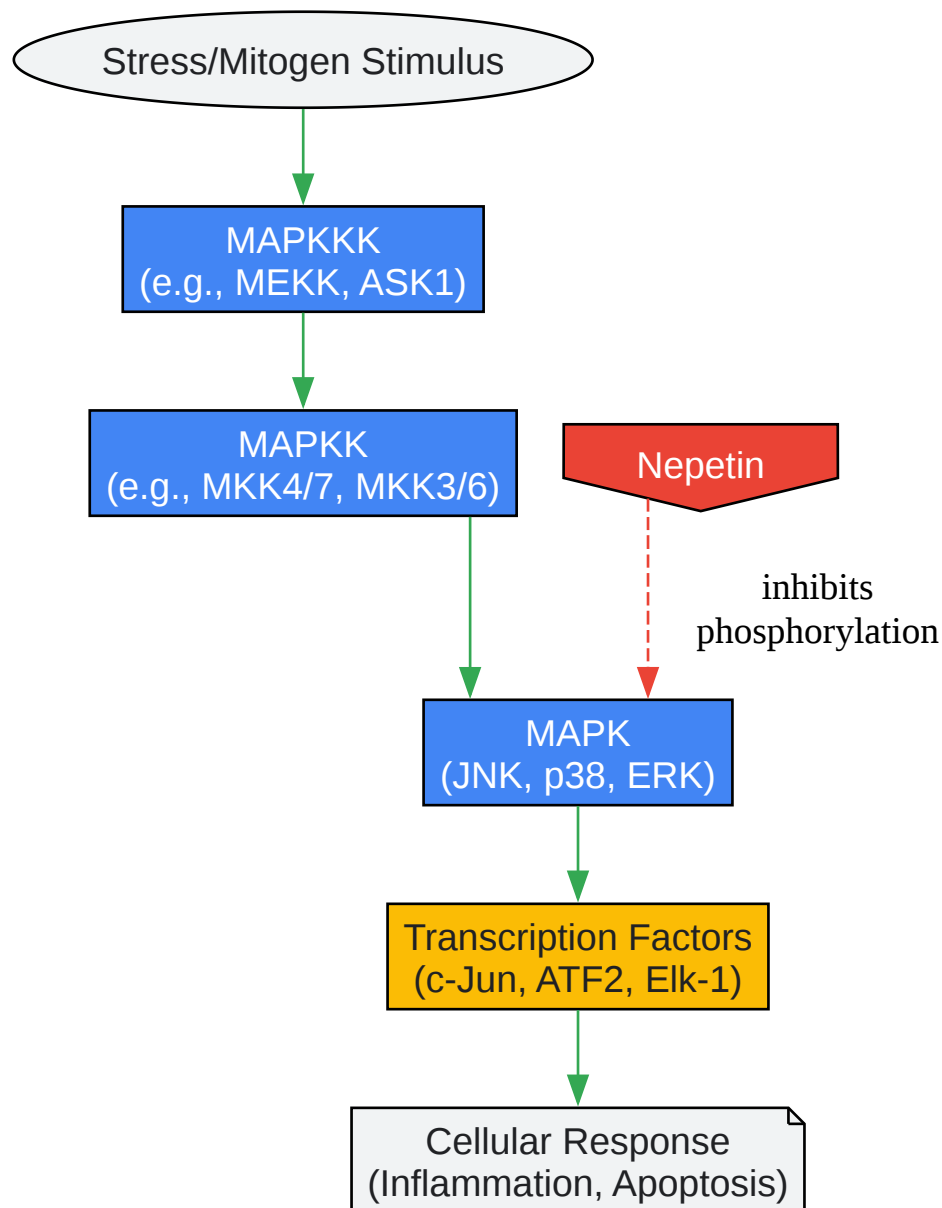 Stress/Mitogen Stimulus
MAPKKK
(e.g., MEKK, ASK1)
MAPKK
(e.g., MKK4/7, MKK3/6)
Nepetin
inhibits
phosphorylation
MAPK
(JNK, p38, ERK)
Transcription Factors
(c-Jun, ATF2, Elk-1)
Cellular Response
(Inflammation, Apoptosis)